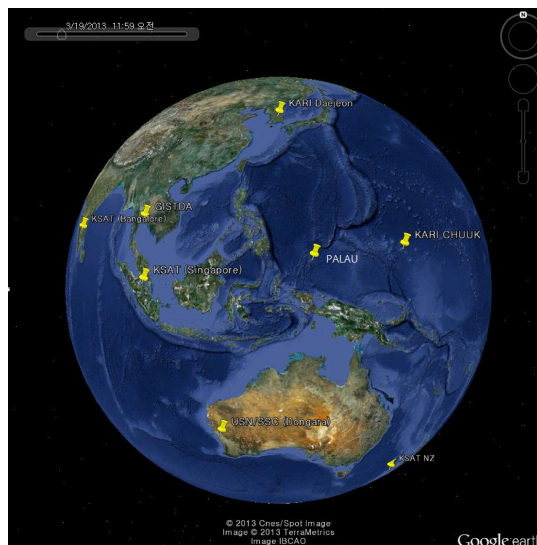 3/19/2013 11:59 오전
N
KARI Daejeon
GISTDA
KSAT (Bangalore)
KARI CHUUK
PALAU
KSAT (Singapore)
USN/SSC (Dongara)
KSAT NZ
© 2013 Cnes/Spot Image
Image © 2013 TerraMetrics
Image IBCAO
Google earth